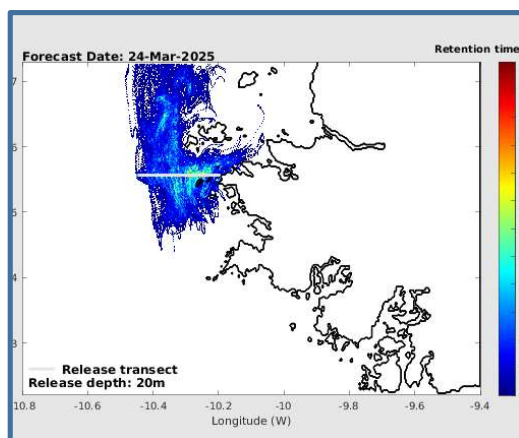 Forecast Date: 24-Mar-2025
Retention time
7
6
5
4
3
Release transect
Release depth: 20m
10.8
-10.6
-10.4
-10.2
-10
-9.8
-9.6
-9.4
Longitude (W)